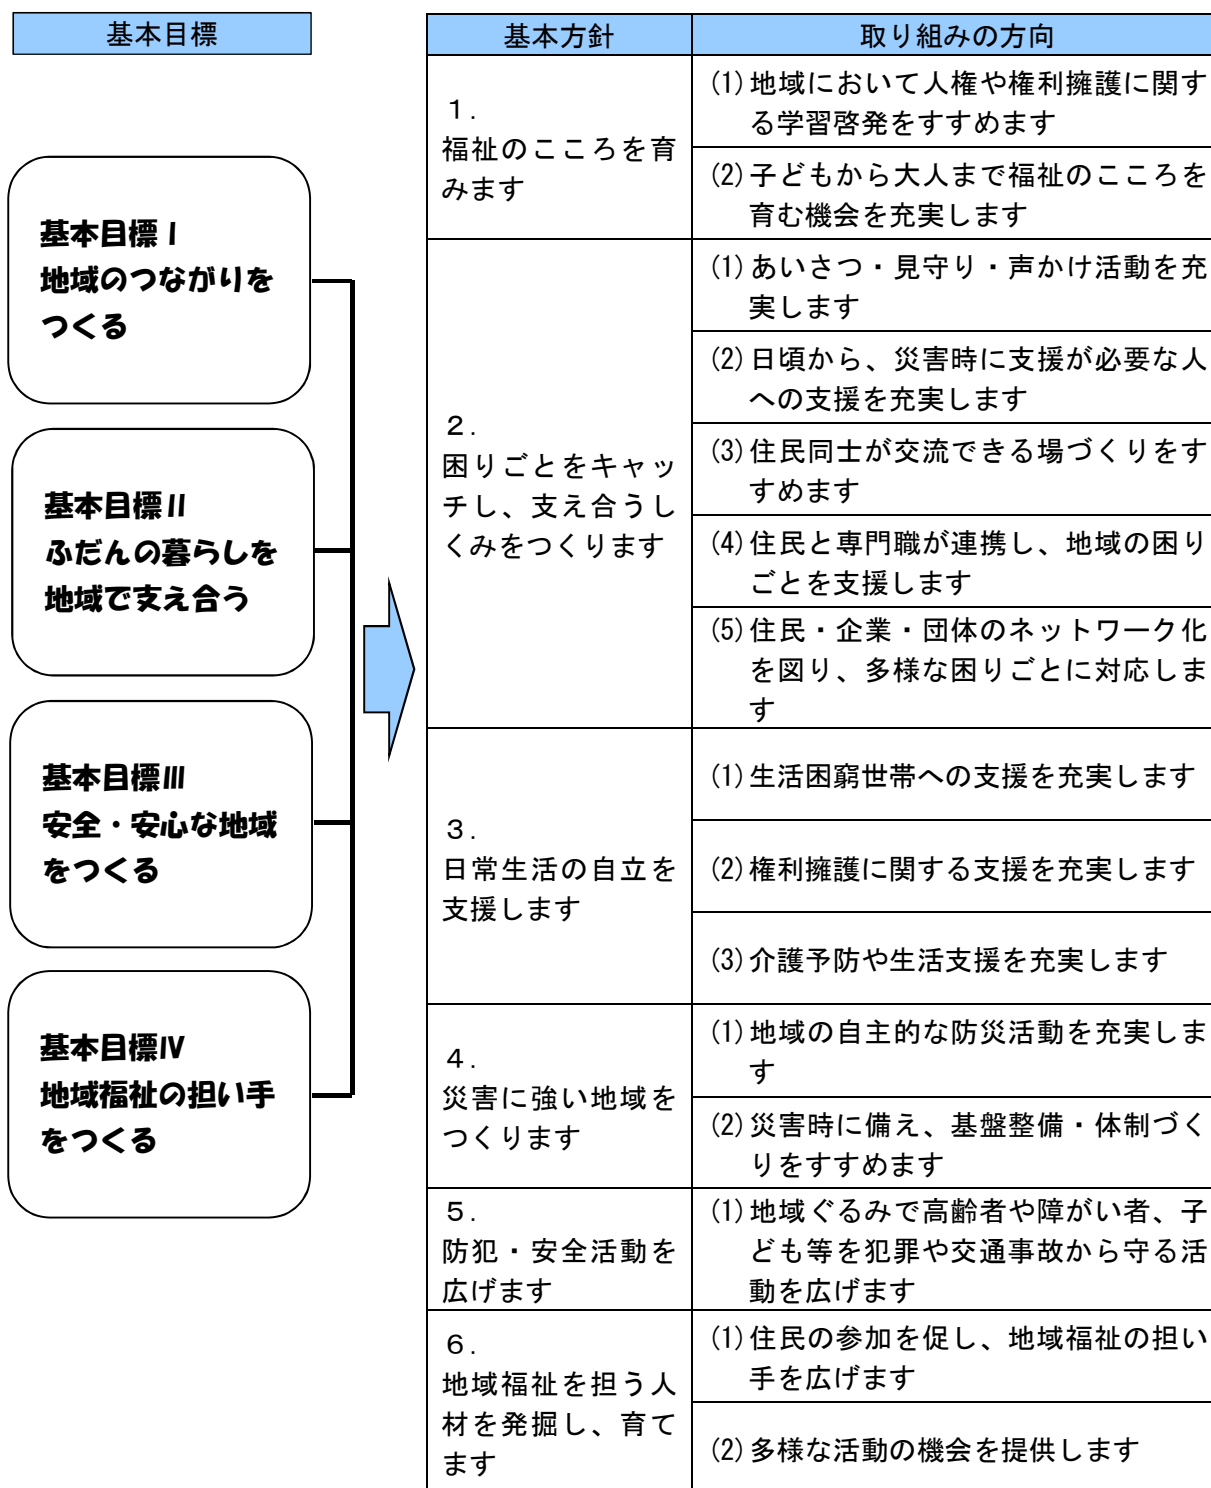 基本目標
基本目標Ⅰ
地域のつながりを
つくる
基本目標Ⅱ
ふだんの暮らしを
地域で支え合う
基本目標Ⅲ
安全・安心な地域
をつくる
基本目標Ⅳ
地域福祉の担い手
をつくる
基本方針
取り組みの方向
１．
福祉のこころを育
みます
(1)地域において人権や権利擁護に関す
る学習啓発をすすめます
(2)子どもから大人まで福祉のこころを
育む機会を充実します
２．
困りごとをキャッ
チし、支え合うし
くみをつくります
(1)あいさつ・見守り・声かけ活動を充
実します
(2)日頃から、災害時に支援が必要な人
への支援を充実します
(3)住民同士が交流できる場づくりをす
すめます
(4)住民と専門職が連携し、地域の困り
ごとを支援します
(5)住民・企業・団体のネットワーク化
を図り、多様な困りごとに対応しま
す
３．
日常生活の自立を
支援します
(1)生活困窮世帯への支援を充実します
(2)権利擁護に関する支援を充実します
(3)介護予防や生活支援を充実します
４．
災害に強い地域を
つくります
(1)地域の自主的な防災活動を充実しま
す
(2)災害時に備え、基盤整備・体制づく
りをすすめます
５．
防犯・安全活動を
広げます
(1)地域ぐるみで高齢者や障がい者、子
ども等を犯罪や交通事故から守る活
動を広げます
６．
地域福祉を担う人
材を発掘し、育て
ます
(1)住民の参加を促し、地域福祉の担い
手を広げます
(2)多様な活動の機会を提供します